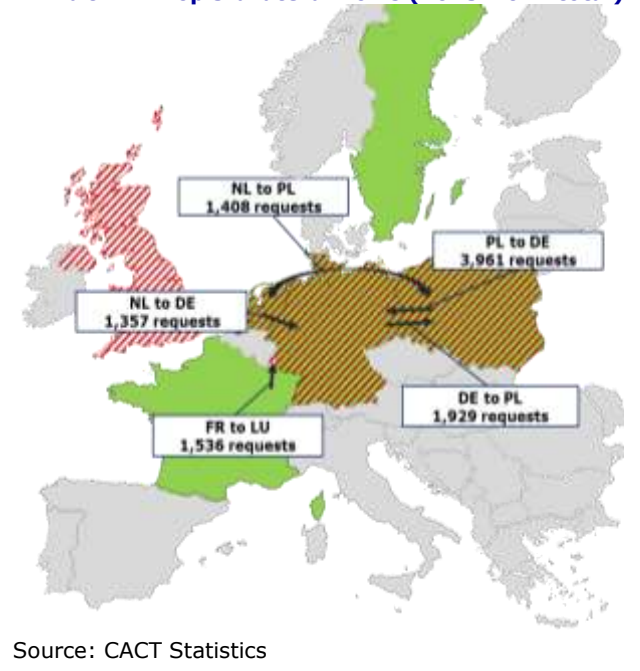 NL to PL
1,408 requests
PL to DE
3,961 requests
NL to DE
1,357 requests
DE to PL
1,929 requests
FR to LU
1,536 requests
Source: CACT Statistics